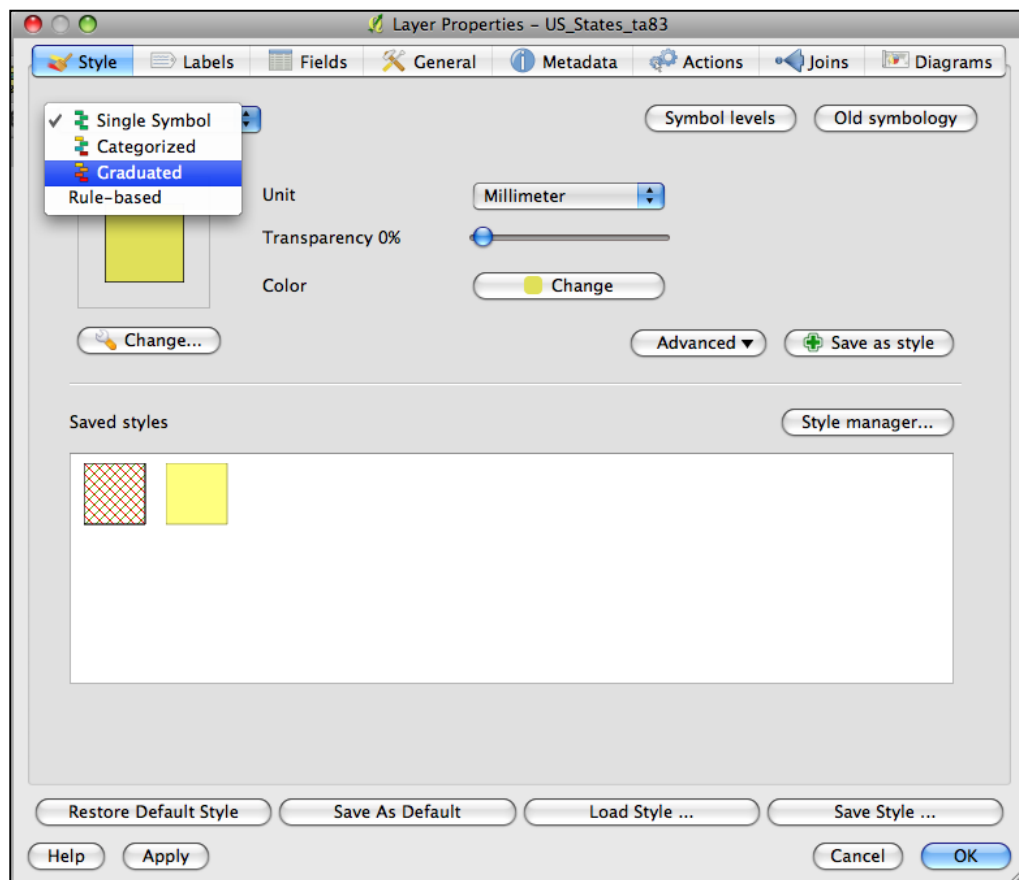 Layer Properties – US_States_ta83
Style Labels Fields General Metadata Actions Joins Diagrams
Single Symbol
Categorized
Graduated
Rule-based
Symbol levels Old symbology
Unit Millimeter
Transparency 0%
Color Change
Change... Advanced Save as style
Saved styles Style manager...
Restore Default Style Save As Default Load Style ... Save Style ...
Help Apply Cancel OK